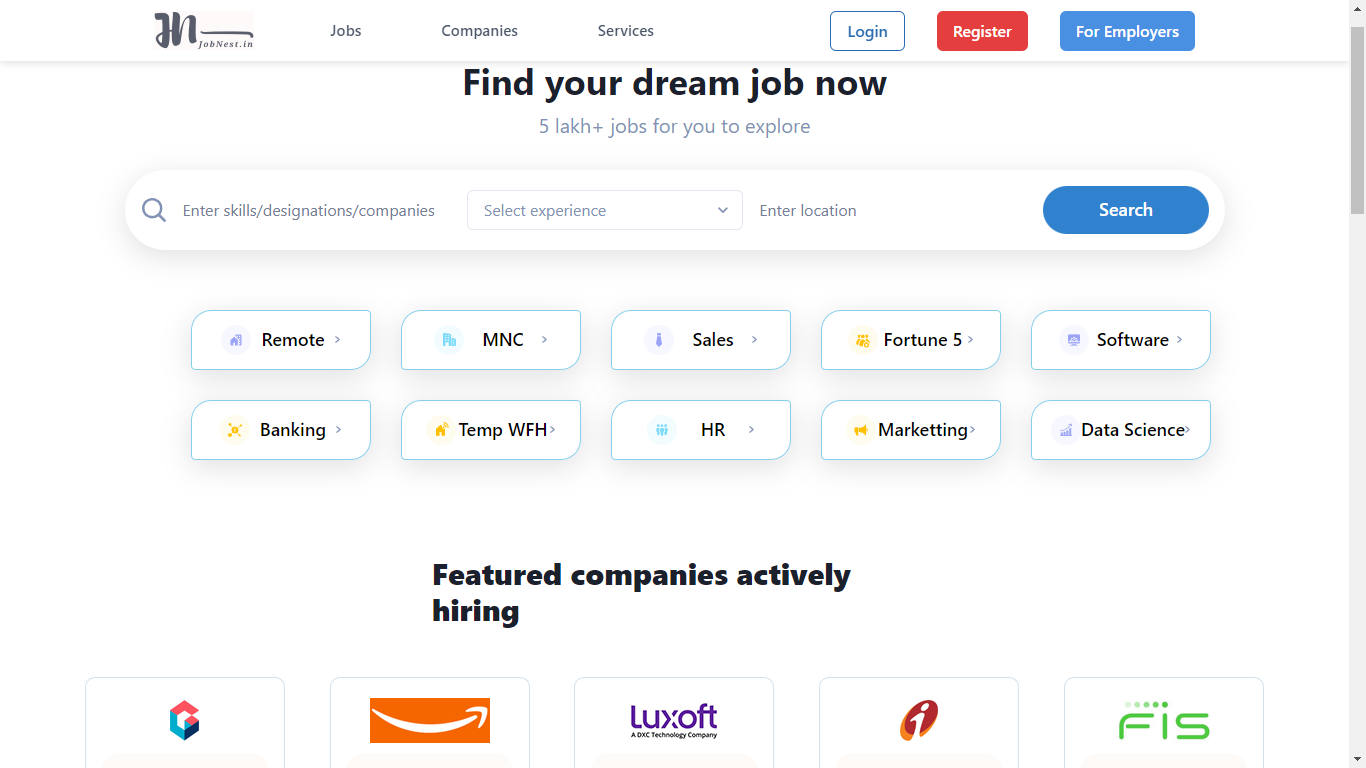 JobNest.in
Jobs Companies Services Login Register For Employers
Find your dream job now
5 lakh+ jobs for you to explore
Enter skills/designations/companies Select experience Enter location Search
Remote MNC Sales Fortune 5 Software
Banking Temp WFH HR Marketting Data Science
Featured companies actively
hiring
luxoft
A DXC Technology Company
FIS